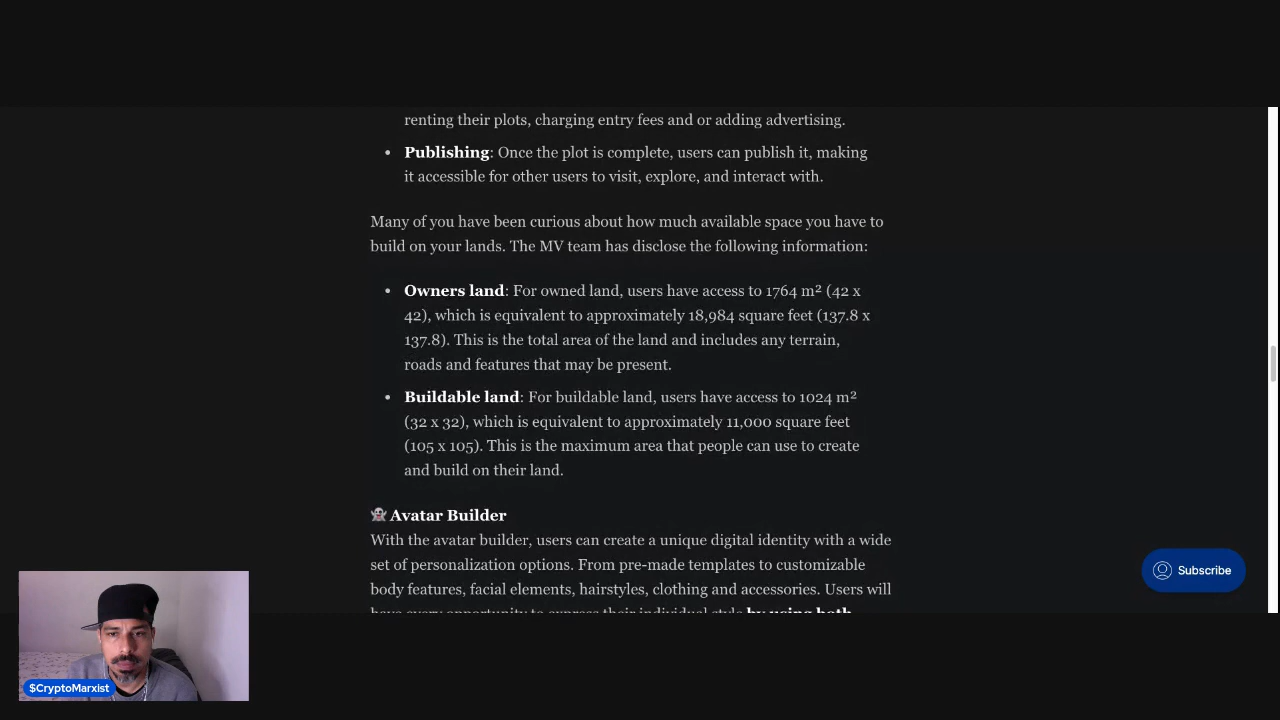 renting their plots, charging entry fees and or adding advertising.
• Publishing: Once the plot is complete, users can publish it, making
it accessible for other users to visit, explore, and interact with.
Many of you have been curious about how much available space you have to
build on your lands. The MV team has disclose the following information:
• Owners land: For owned land, users have access to 1764 m² (42 x
42), which is equivalent to approximately 18,984 square feet (137.8 x
137.8). This is the total area of the land and includes any terrain,
roads and features that may be present.
• Buildable land: For buildable land, users have access to 1024 m²
(32 x 32), which is equivalent to approximately 11,000 square feet
(105 x 105). This is the maximum area that people can use to create
and build on their land.
👻 Avatar Builder
With the avatar builder, users can create a unique digital identity with a wide
set of personalization options. From pre-made templates to customizable
body features, facial elements, hairstyles, clothing and accessories. Users will
have every opportunity to express their individual style by using both
Subscribe
$CryptoMarxist